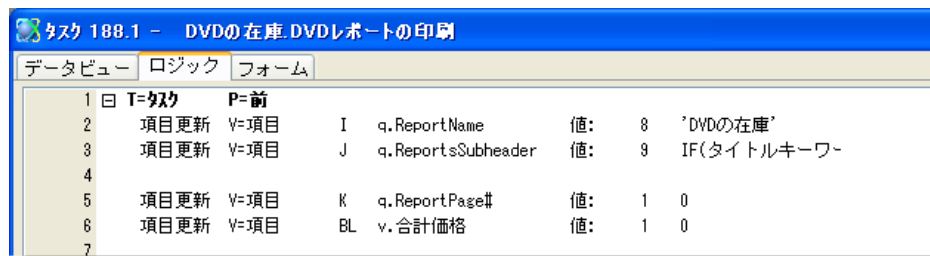 タスク 188.1 - DVDの在庫.DVDレポートの印刷
データビュー ロジック フォーム
1 T=タスク P=前
2 項目更新 V=項目 I q.ReportName 値: 8 'DVDの在庫'
3 項目更新 V=項目 J q.ReportsSubheader 値: 9 IF(タイトルキーワー
4
5 項目更新 V=項目 K q.ReportPage# 値: 1 0
6 項目更新 V=項目 BL v.合計価格 値: 1 0
7